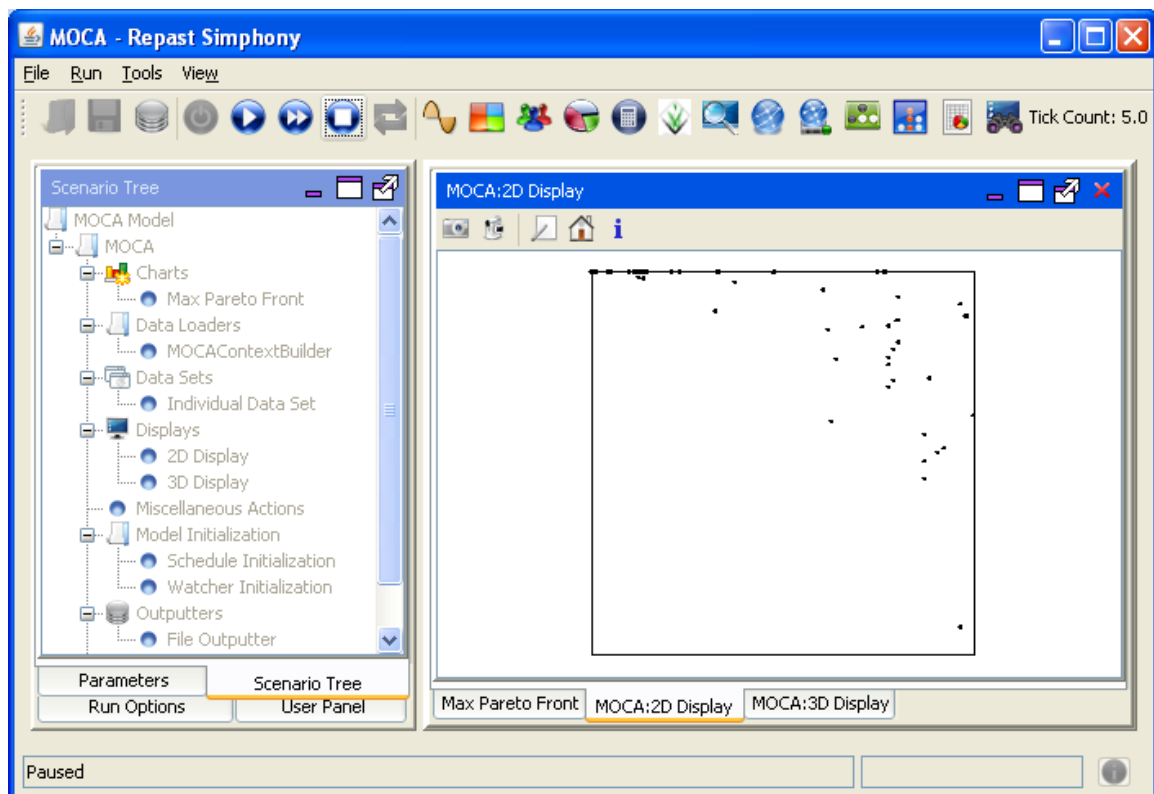 MOCA - Repast Simphony
File Run Tools View
Tick Count: 5.0
Scenario Tree
MOCA Model
MOCA
Charts
Max Pareto Front
Data Loaders
MOCAContextBuilder
Data Sets
Individual Data Set
Displays
2D Display
3D Display
Miscellaneous Actions
Model Initialization
Schedule Initialization
Watcher Initialization
Outputters
File Outputter
Parameters Scenario Tree
Run Options User Panel
MOCA:2D Display
i
Max Pareto Front MOCA:2D Display MOCA:3D Display
Paused